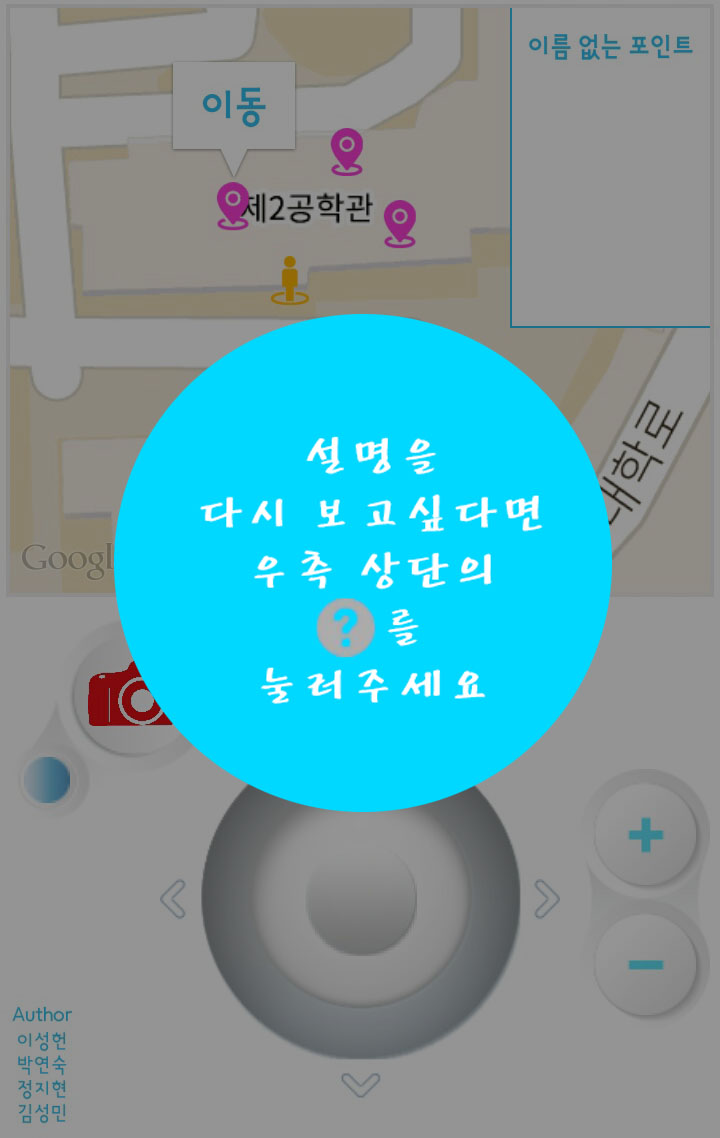 이름 없는 포인트
이동
제2공학관
대학로
Googl
설명을
다시 보고싶다면
우측 상단의
? 를
눌러주세요
+
−
Author
이성헌
박연숙
정지현
김성민